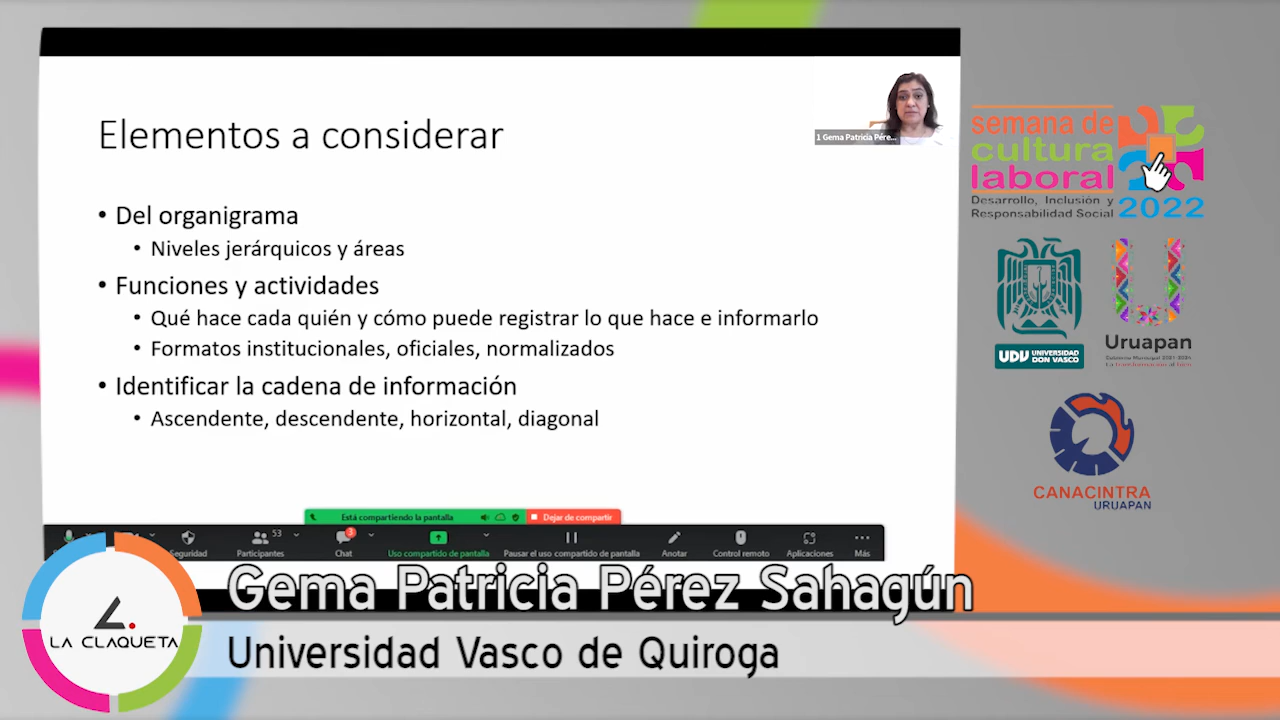 Elementos a considerar
• Del organigrama
• Niveles jerárquicos y áreas
• Funciones y actividades
• Qué hace cada quién y cómo puede registrar lo que hace e informarlo
• Formatos institucionales, oficiales, normalizados
• Identificar la cadena de información
• Ascendente, descendente, horizontal, diagonal
1 Gema Patricia Pére...
Está compartiendo la pantalla
Dejar de compartir
Seguridad
Participantes
53
Chat
3
Uso compartido de pantalla
Pausar el uso compartido de pantalla
Anotar
Control remoto
Aplicaciones
Más
semana de
cultura
laboral
Desarrollo, Inclusión y
Responsabilidad Social
2022
UDV UNIVERSIDAD
DON VASCO
Uruapan
Gobierno Municipal 2021-2024
CANACINTRA
URUAPAN
LA CLAQUETA
Gema Patricia Pérez Sahagún
Universidad Vasco de Quiroga